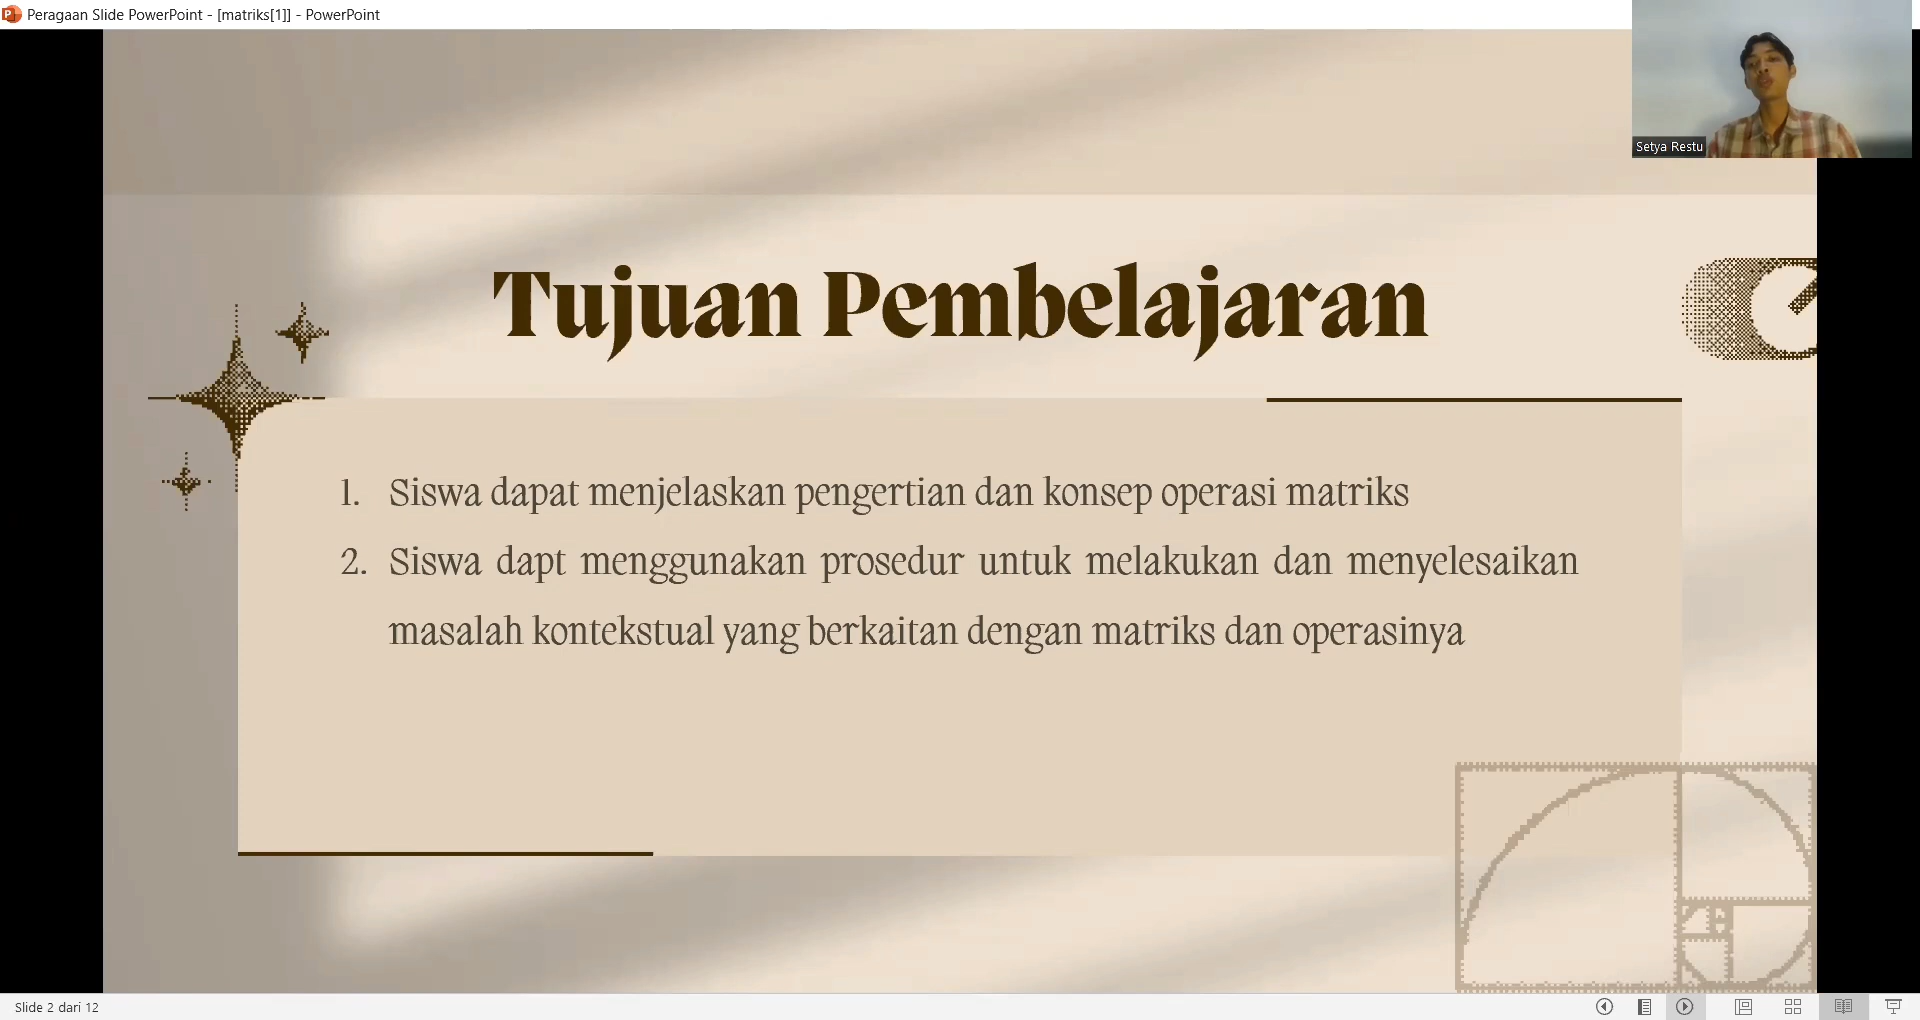 Peragaan Slide PowerPoint - [matriks[1]] - PowerPoint
Setya Restu
Tujuan Pembelajaran
1. Siswa dapat menjelaskan pengertian dan konsep operasi matriks
2. Siswa dapt menggunakan prosedur untuk melakukan dan menyelesaikan
masalah kontekstual yang berkaitan dengan matriks dan operasinya
Slide 2 dari 12